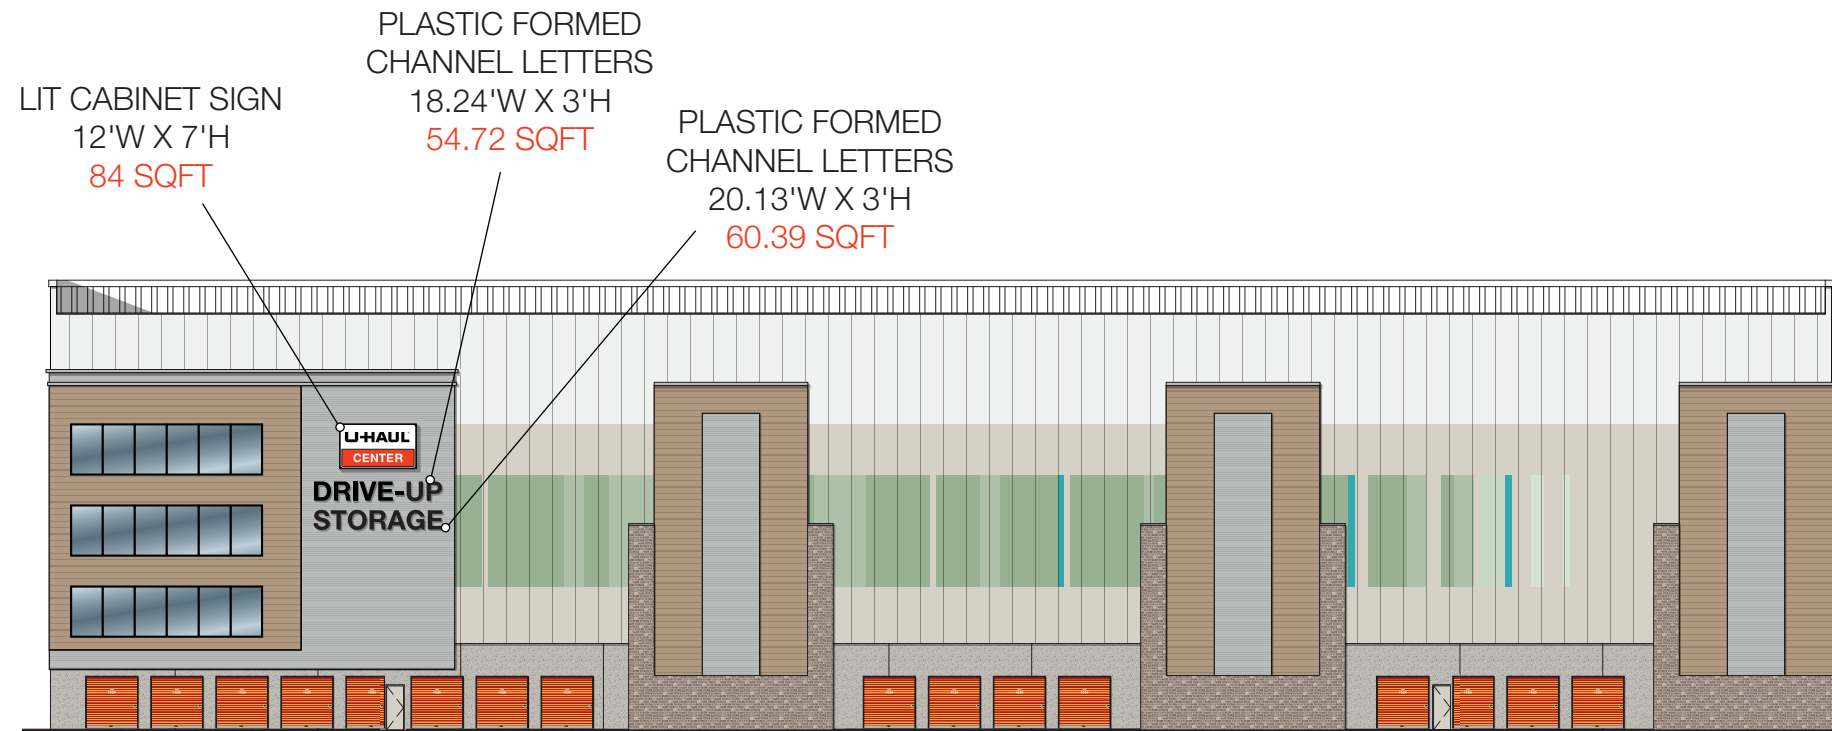 PLASTIC FORMED
CHANNEL LETTERS
18.24'W X 3'H
54.72 SQFT
LIT CABINET SIGN
12'W X 7'H
84 SQFT
PLASTIC FORMED
CHANNEL LETTERS
20.13'W X 3'H
60.39 SQFT
U-HAUL
CENTER
DRIVE-UP
STORAGE